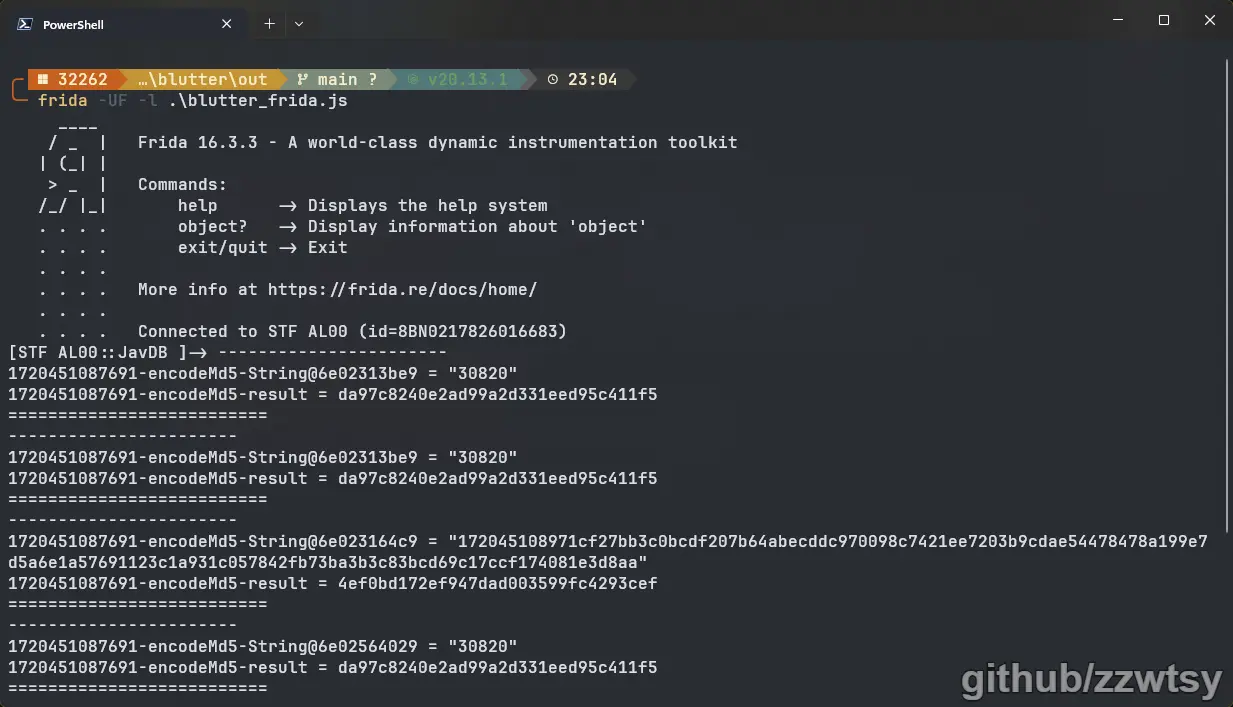 PowerShell
32262 …\blutter\out main ? v20.13.1 23:04
frida -UF -l .\blutter_frida.js
____
/ _  |   Frida 16.3.3 - A world-class dynamic instrumentation toolkit
| (_| |
> _  |   Commands:
/_/ |_|       help      -> Displays the help system
. . . .       object?   -> Display information about 'object'
. . . .       exit/quit -> Exit
. . . .
. . . .   More info at https://frida.re/docs/home/
. . . .
. . . .   Connected to STF AL00 (id=8BN0217826016683)
[STF AL00::JavDB ]-> -----------------------
1720451087691-encodeMd5-String@6e02313be9 = "30820"
1720451087691-encodeMd5-result = da97c8240e2ad99a2d331eed95c411f5
==========================
-----------------------
1720451087691-encodeMd5-String@6e02313be9 = "30820"
1720451087691-encodeMd5-result = da97c8240e2ad99a2d331eed95c411f5
==========================
-----------------------
1720451087691-encodeMd5-String@6e023164c9 = "172045108971cf27bb3c0bcdf207b64abecddc970098c7421ee7203b9cdae54478478a199e7
d5a6e1a57691123c1a931c057842fb73ba3b3c83bcd69c17ccf174081e3d8aa"
1720451087691-encodeMd5-result = 4ef0bd172ef947dad003599fc4293cef
==========================
-----------------------
1720451087691-encodeMd5-String@6e02564029 = "30820"
1720451087691-encodeMd5-result = da97c8240e2ad99a2d331eed95c411f5
==========================
github/zzwtsy